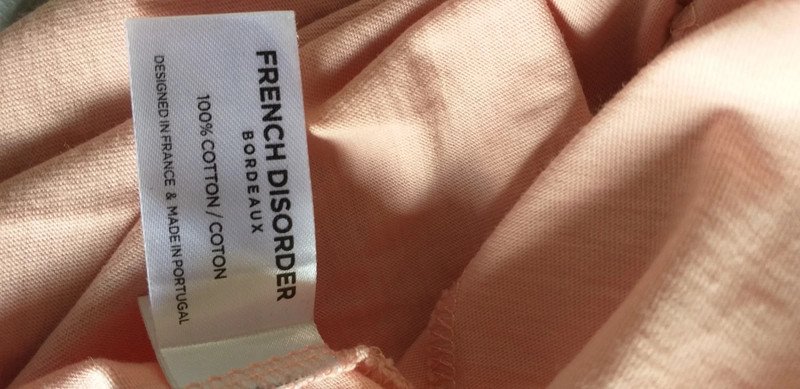 FRENCH DISORDER
BORDEAUX
100% COTTON / COTON
DESIGNED IN FRANCE & MADE IN PORTUGAL